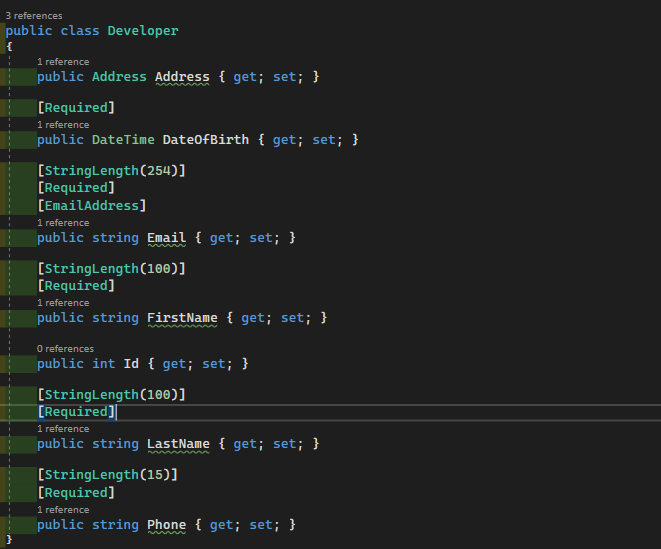 3 references
public class Developer
{
1 reference
public Address Address { get; set; }
[Required]
1 reference
public DateTime DateOfBirth { get; set; }
[StringLength(254)]
[Required]
[EmailAddress]
1 reference
public string Email { get; set; }
[StringLength(100)]
[Required]
1 reference
public string FirstName { get; set; }
0 references
public int Id { get; set; }
[StringLength(100)]
[Required]
1 reference
public string LastName { get; set; }
[StringLength(15)]
[Required]
1 reference
public string Phone { get; set; }
}